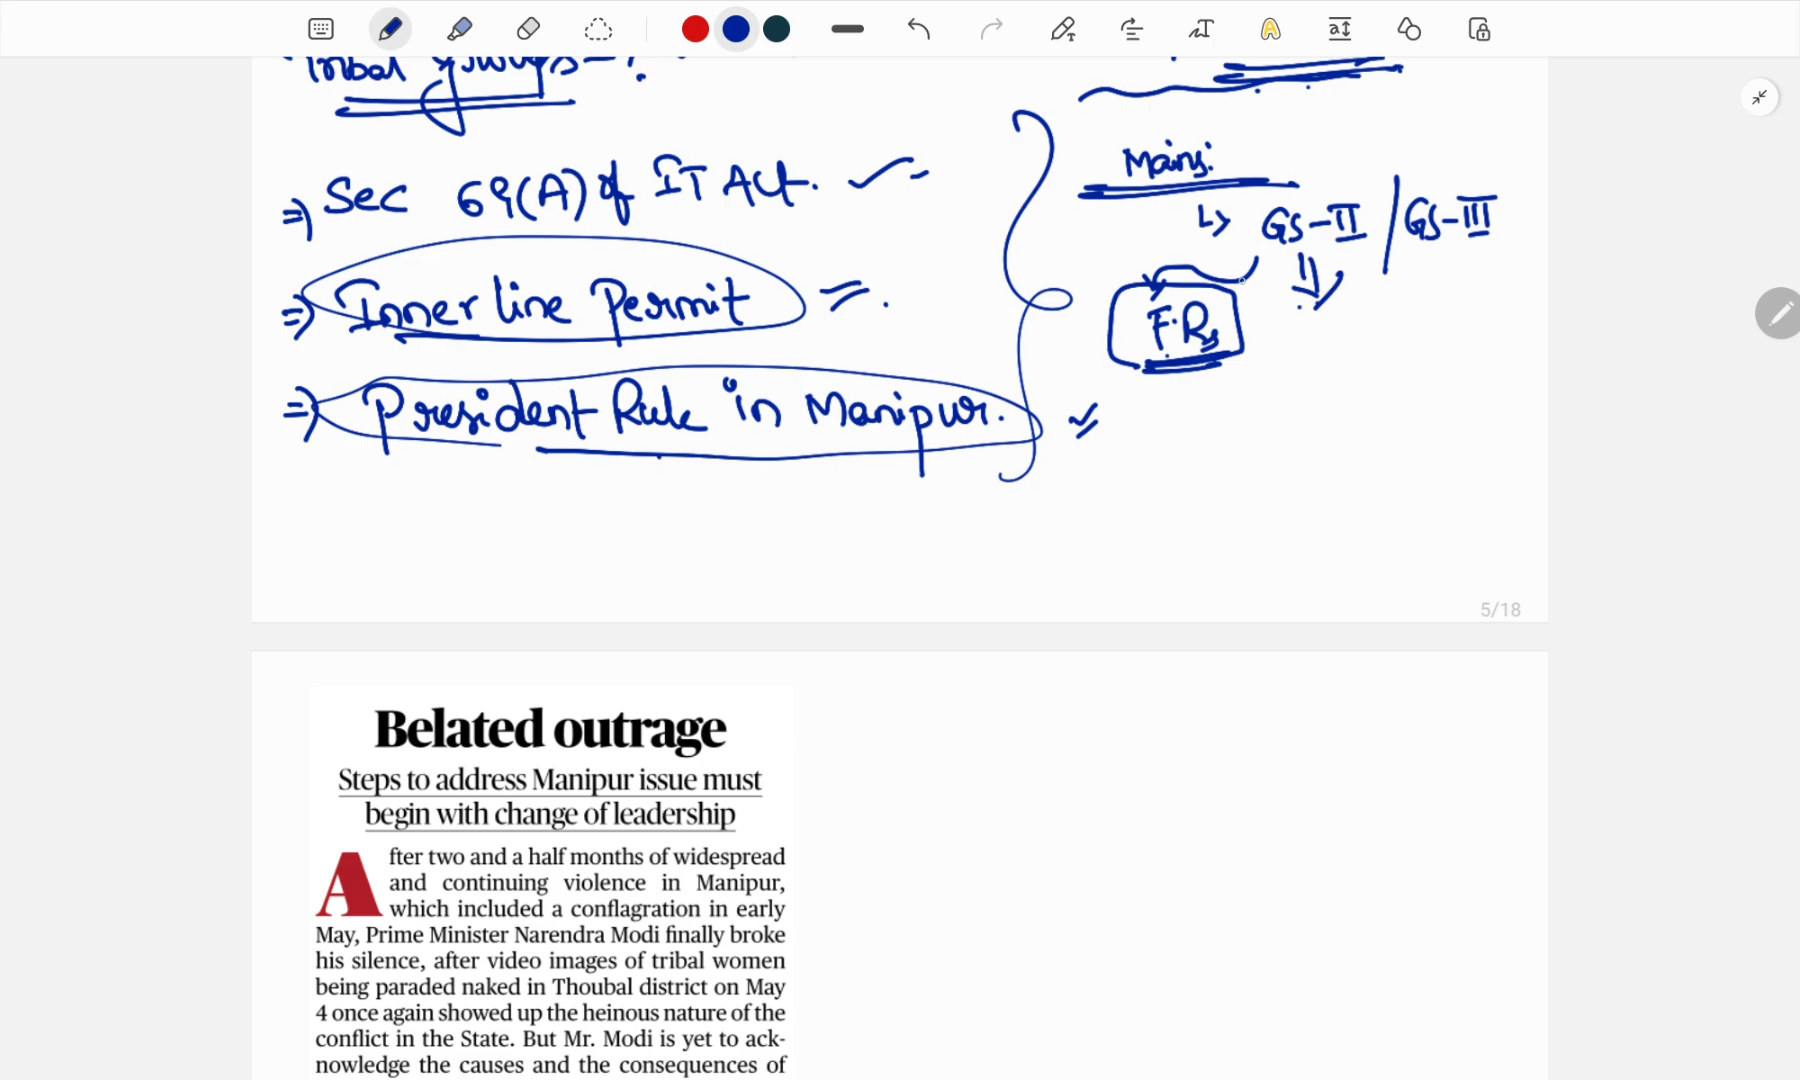 Tribal groups - ?
⇒ Sec 69(A) of IT Act.
⇒ Inner line Permit
⇒ President Rule in Manipur.
Mains:
↳ GS-II / GS-III
F.Rs
5/18
Belated outrage
Steps to address Manipur issue must
begin with change of leadership
After two and a half months of widespread
and continuing violence in Manipur,
which included a conflagration in early
May, Prime Minister Narendra Modi finally broke
his silence, after video images of tribal women
being paraded naked in Thoubal district on May
4 once again showed up the heinous nature of the
conflict in the State. But Mr. Modi is yet to ack-
nowledge the causes and the consequences of